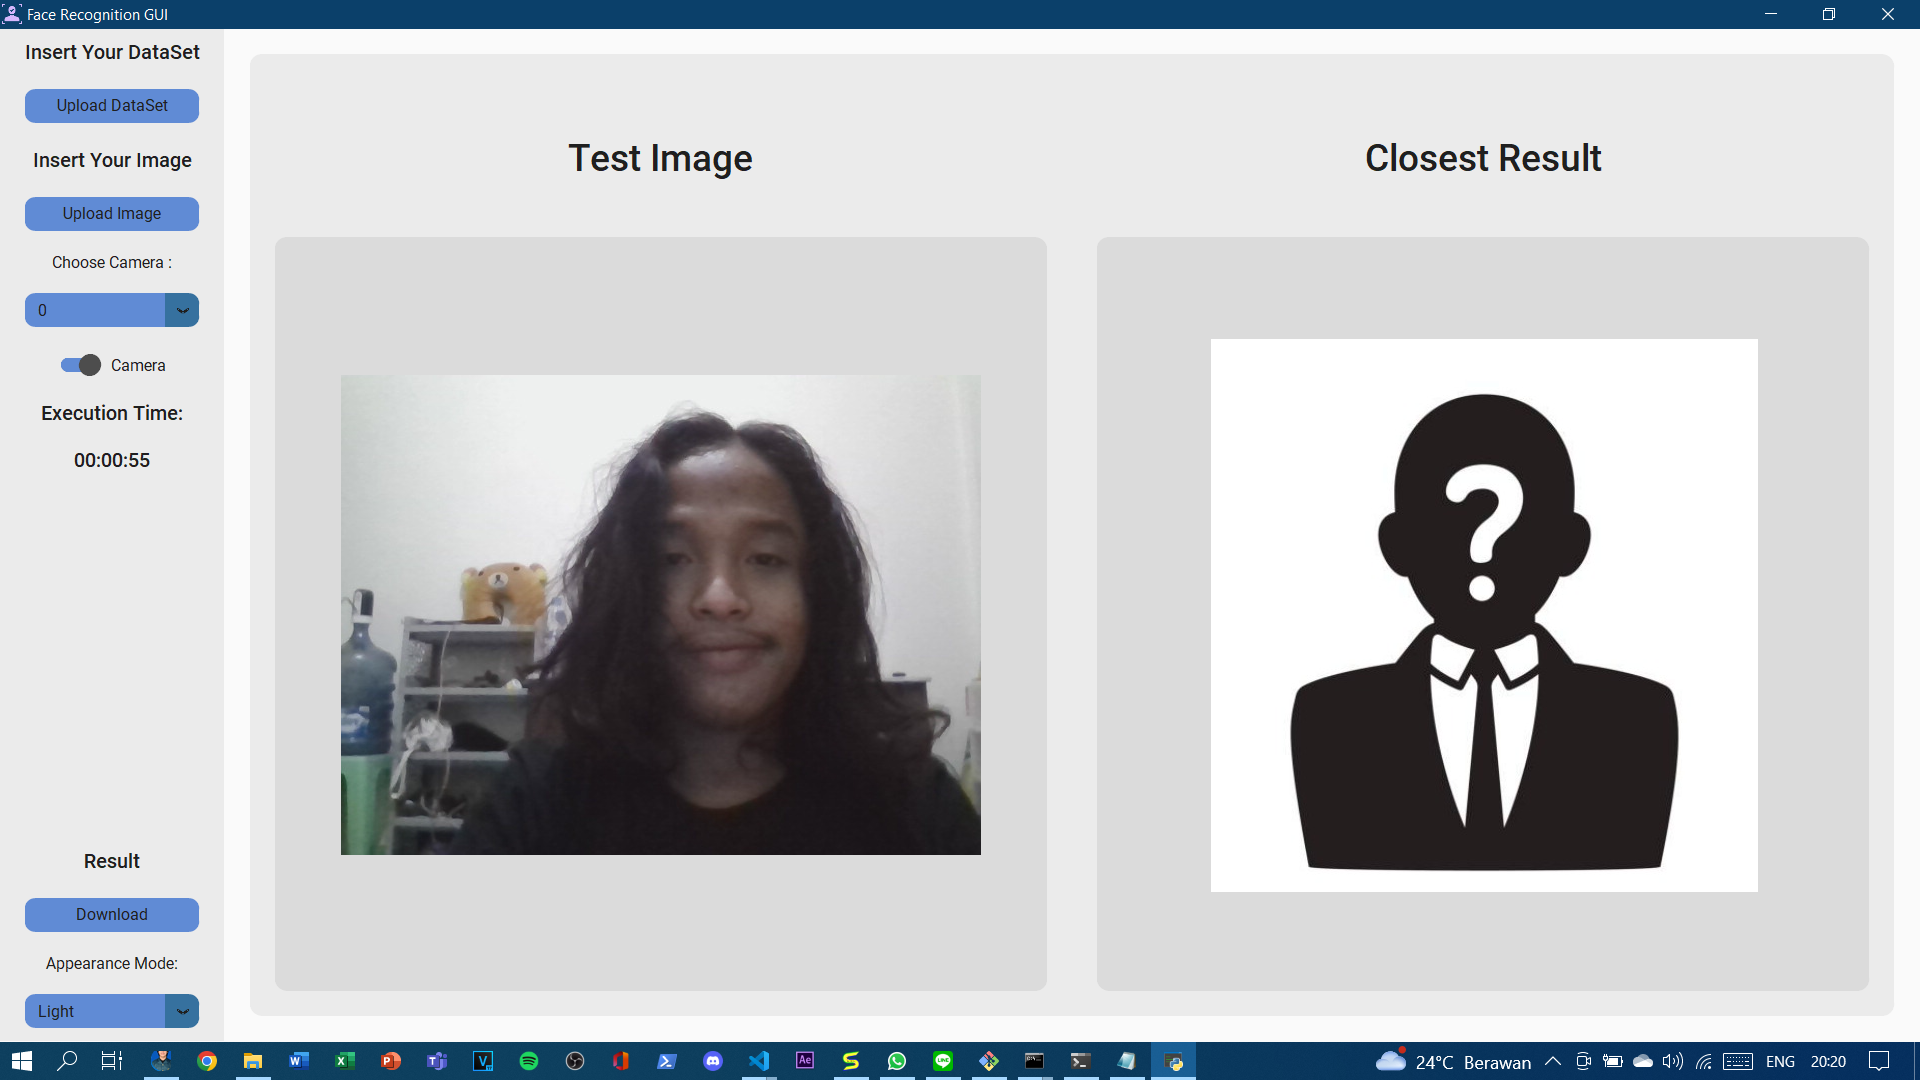 Face Recognition GUI
Insert Your DataSet
Upload DataSet
Insert Your Image
Upload Image
Choose Camera :
0
Camera
Execution Time:
00:00:55
Result
Download
Appearance Mode:
Light
Test Image
Closest Result
?
24°C Berawan
ENG
20:20